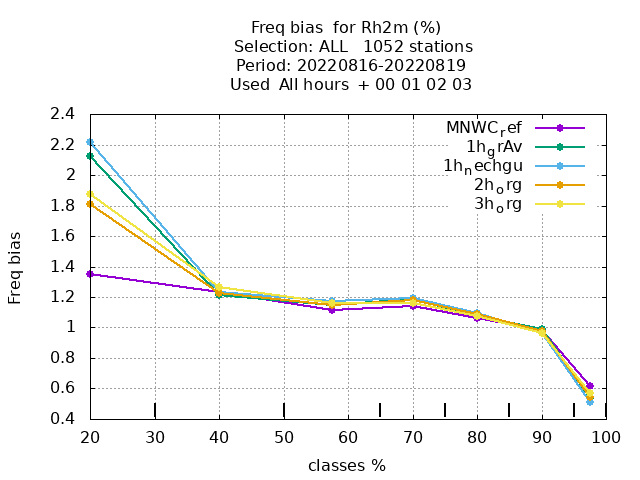 Freq bias  for Rh2m (%)
Selection: ALL   1052 stations
Period: 20220816-20220819
Used  All hours  + 00 01 02 03
MNWC_ref
1h_grAv
1h_nechgu
2h_org
3h_org
Freq bias
2.4
2.2
2
1.8
1.6
1.4
1.2
1
0.8
0.6
0.4
20 30 40 50 60 70 80 90 100
classes %